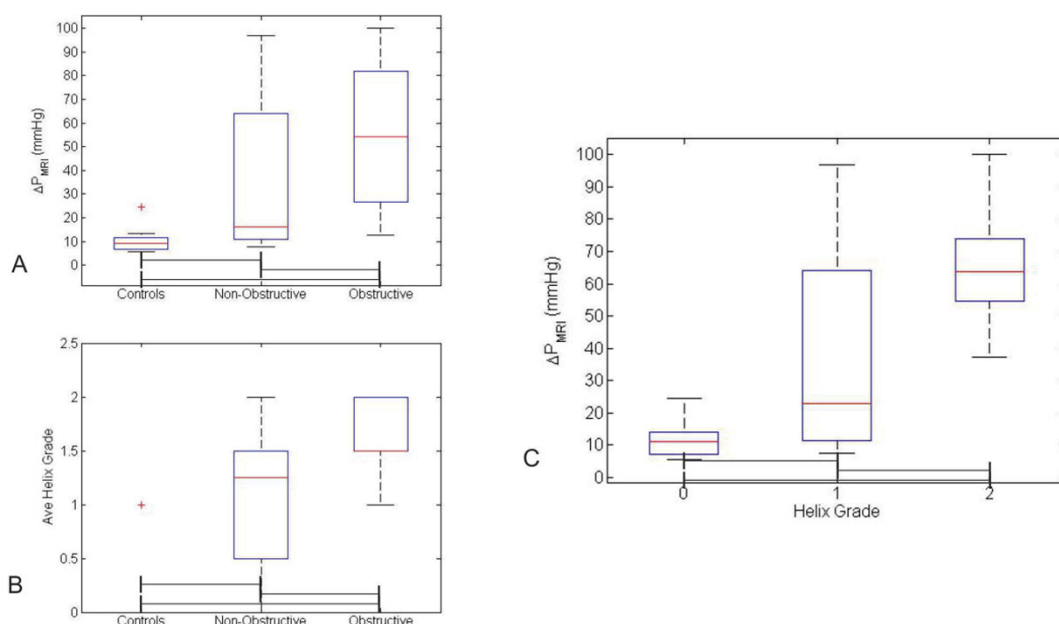 A
ΔP_MRI (mmHg)
100
90
80
70
60
50
40
30
20
10
0
Controls Non-Obstructive Obstructive
B
Ave Helix Grade
2.5
2
1.5
1
0.5
0
Controls Non-Obstructive Obstructive
C
ΔP_MRI (mmHg)
100
90
80
70
60
50
40
30
20
10
0
0 1 2
Helix Grade